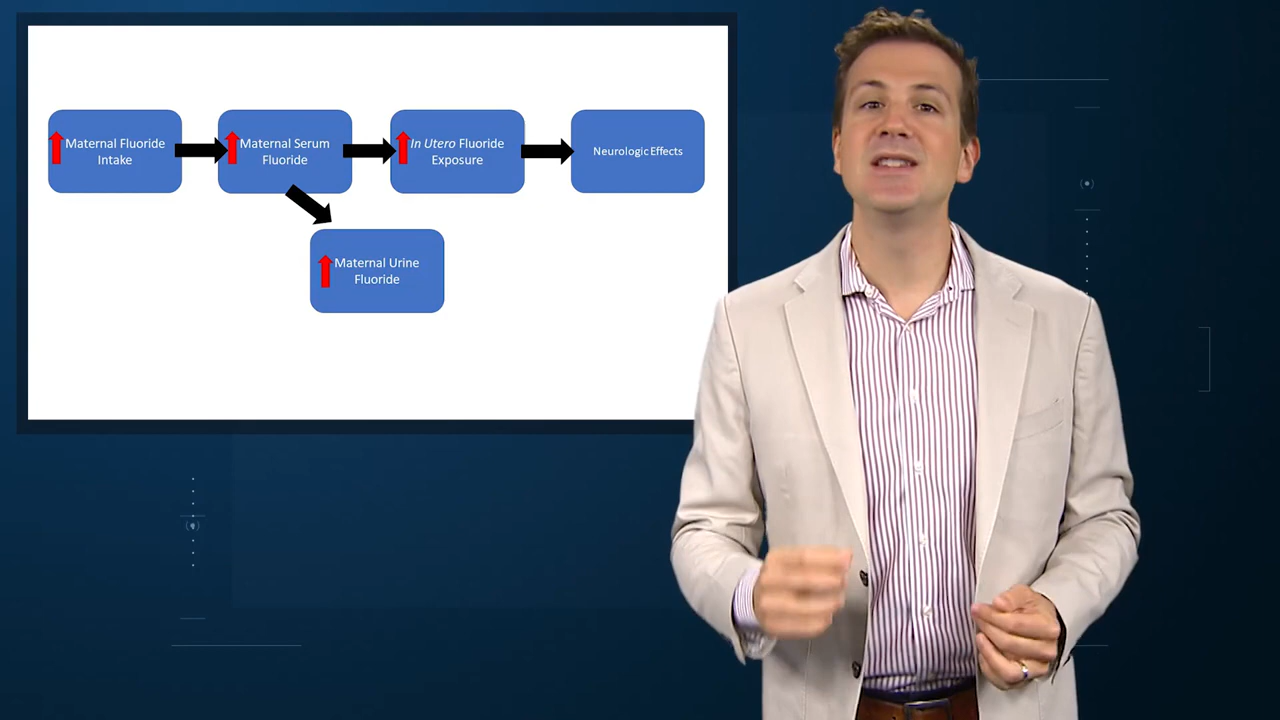 Maternal Fluoride
Intake
Maternal Serum
Fluoride
In Utero Fluoride
Exposure
Neurologic Effects
Maternal Urine
Fluoride